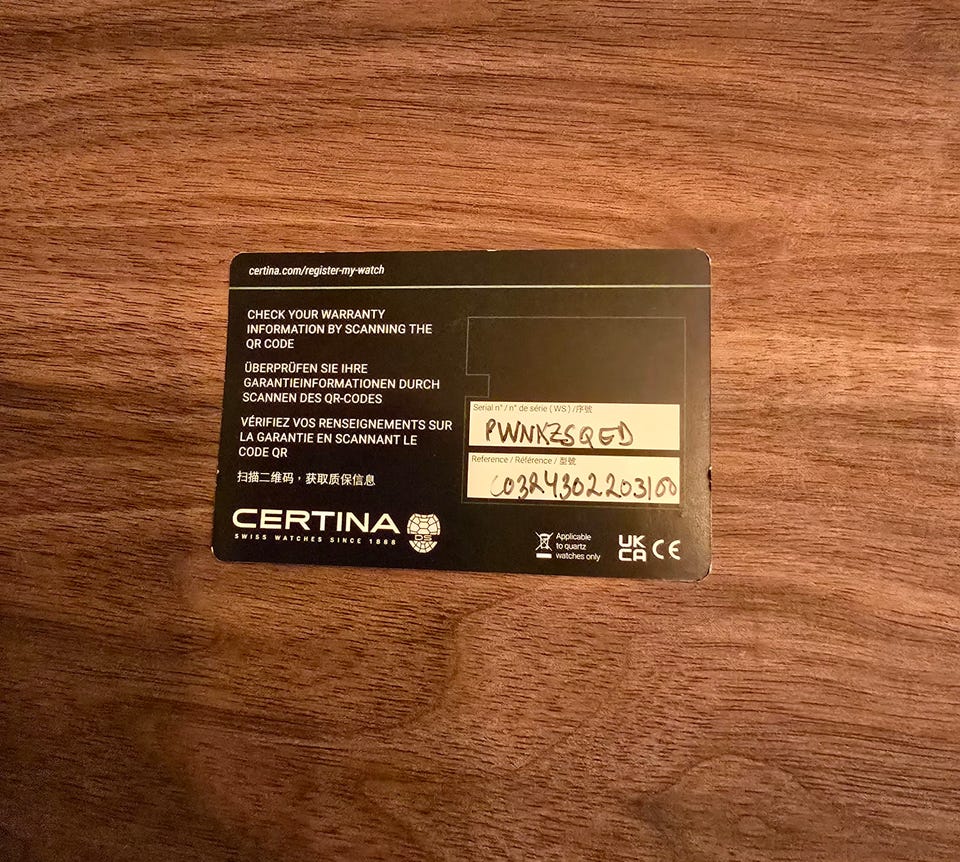 certina.com/register-my-watch
CHECK YOUR WARRANTY
INFORMATION BY SCANNING THE
QR CODE
ÜBERPRÜFEN SIE IHRE
GARANTIEINFORMATIONEN DURCH
SCANNEN DES QR-CODES
VÉRIFIEZ VOS RENSEIGNEMENTS SUR
LA GARANTIE EN SCANNANT LE
CODE QR
扫描二维码，获取质保信息
Serial n° / n° de série ( WS ) /序號
PWNKZSQED
Reference / Référence / 型號
C0324302203100
CERTINA
SWISS WATCHES SINCE 1888
DS
Applicable
to quartz
watches only
UK
CA CE